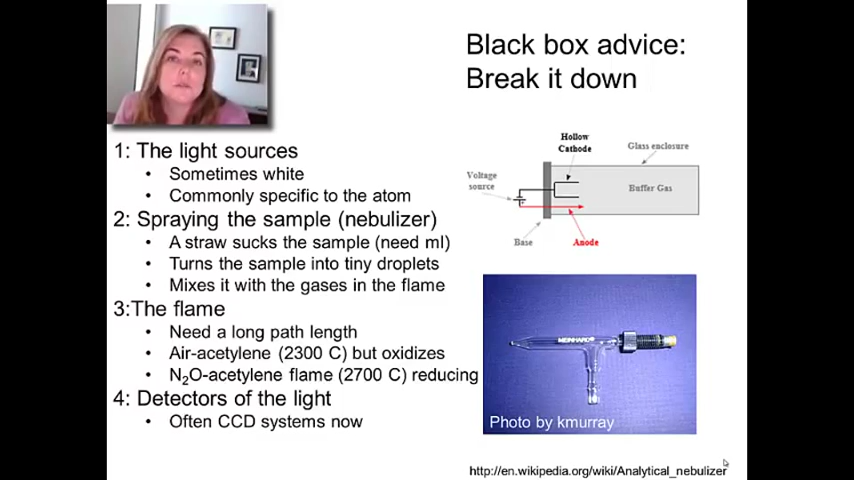 Black box advice:
Break it down
1: The light sources
• Sometimes white
• Commonly specific to the atom
2: Spraying the sample (nebulizer)
• A straw sucks the sample (need ml)
• Turns the sample into tiny droplets
• Mixes it with the gases in the flame
3:The flame
• Need a long path length
• Air-acetylene (2300 C) but oxidizes
• N2O-acetylene flame (2700 C) reducing
4: Detectors of the light
• Often CCD systems now
Hollow
Cathode
Glass enclosure
Voltage
source
Buffer Gas
Base
Anode
MEINHARD
Photo by kmurray
http://en.wikipedia.org/wiki/Analytical_nebulizer